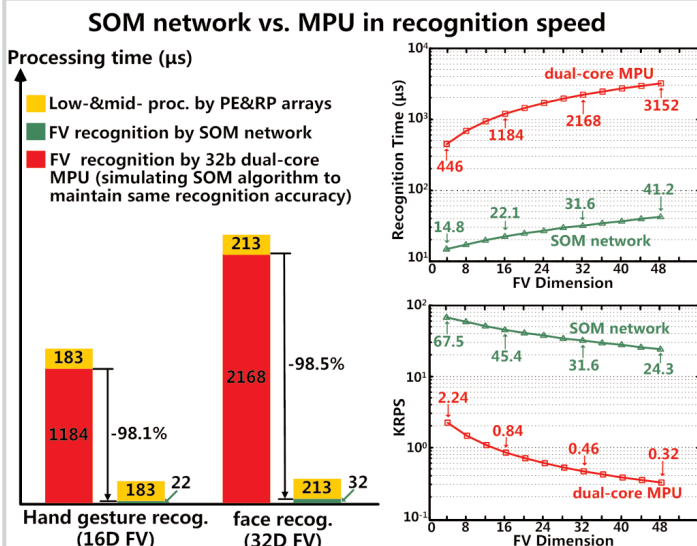 SOM network vs. MPU in recognition speed
Processing time (μs)
Low-&mid- proc. by PE&RP arrays
FV recognition by SOM network
FV recognition by 32b dual-core
MPU (simulating SOM algorithm to
maintain same recognition accuracy)
213
2168
-98.5%
183
1184
-98.1%
183
22
213
32
Hand gesture recog.
(16D FV)
face recog.
(32D FV)
Recognition Time (μs)
10⁴
10³
10²
10¹
dual-core MPU
446
1184
2168
3152
14.8
22.1
31.6
41.2
SOM network
0 8 16 24 32 40 48
FV Dimension
KRPS
10²
10¹
10⁰
10⁻¹
SOM network
67.5
45.4
31.6
24.3
2.24
0.84
0.46
0.32
dual-core MPU
0 8 16 24 32 40 48
FV Dimension